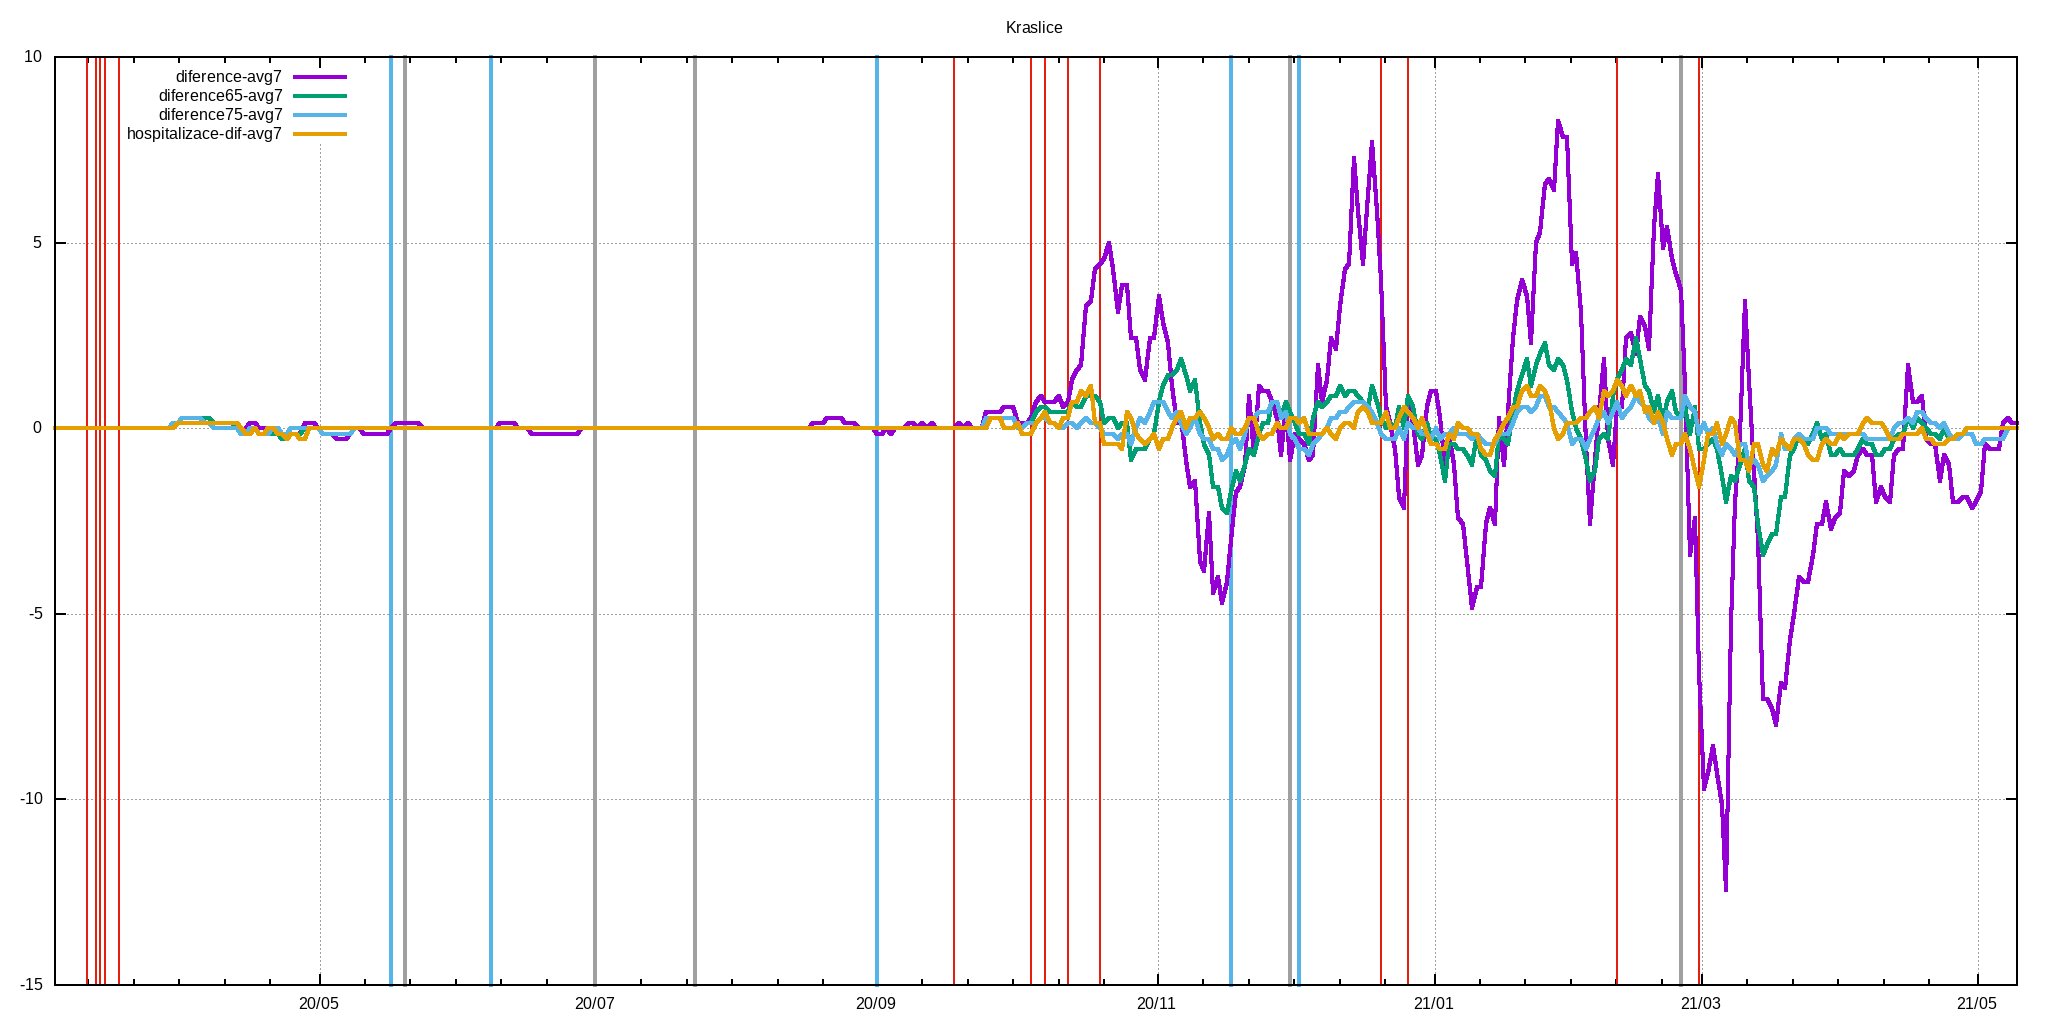 Kraslice
10
5
0
-5
-10
-15
diference-avg7
diference65-avg7
diference75-avg7
hospitalizace-dif-avg7
20/05
20/07
20/09
20/11
21/01
21/03
21/05